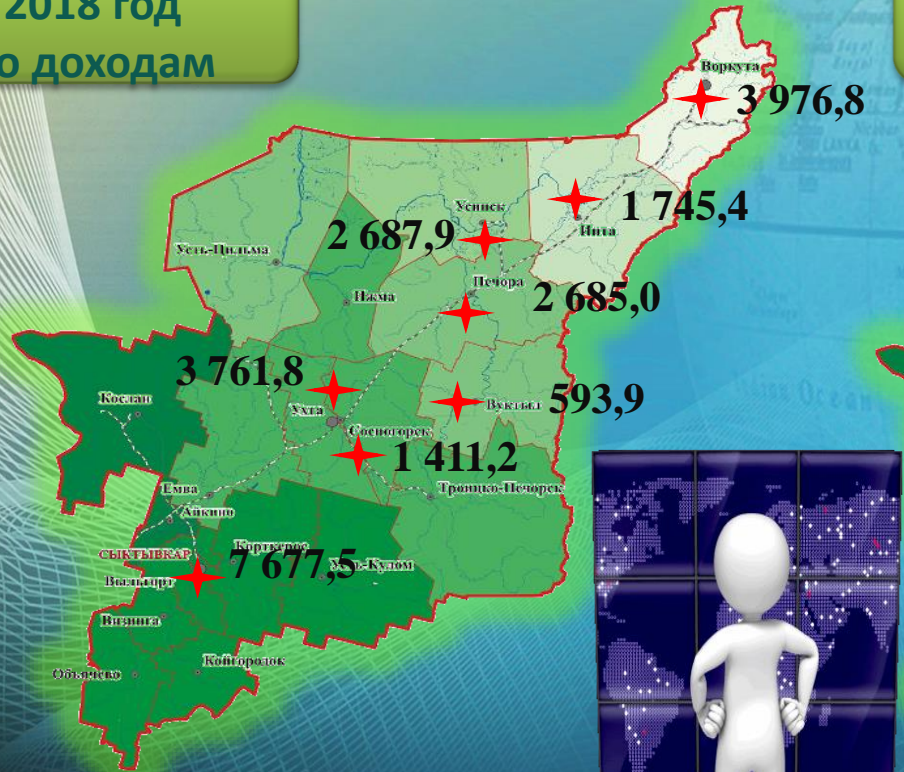 2018 год
о доходам
Воркута
3 976,8
1 745,4
Инта
Усинск
2 687,9
Усть-Цильма
Печора
2 685,0
Ижма
3 761,8
Кослан
Вуктыл
593,9
Ухта
Сосногорск
1 411,2
Троицко-Печорск
Емва
Айкино
СЫКТЫВКАР
Корткерос
7 677,5
Усть-Кулом
Выльгорт
Визинга
Койгородок
Объячево